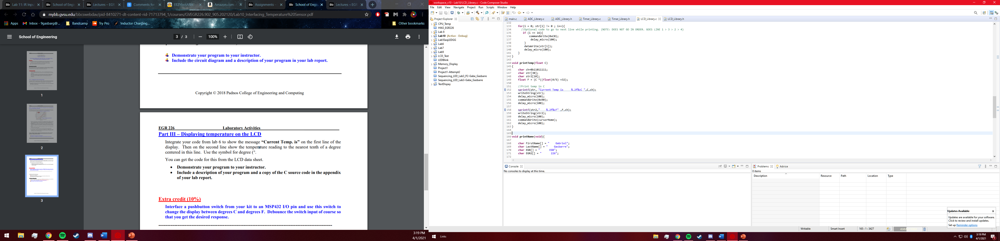 Lab 11: IR Inpu
School of Engin
Lectures – EGR
Comments for
EEZYbotARM
Amazon.com:
Assignments –
School of Engin
Lectures – EGR
mybb.gvsu.edu/bbcswebdav/pid-8410271-dt-content-rid-71713794_1/courses/GVEGR226.902_905.202120/Lab10_Interfacing_Temperature%20Sensor.pdf
Apps
Inbox - 9gasbarg@...
Bandcamp
Try Pro
Inductor Charging...
Other bookmarks
School of Engineering
3 / 3
100%
1
2
3
Demonstrate your program to your instructor.
Include the circuit diagram and a description of your program in your lab report.
Copyright © 2018 Padnos College of Engineering and Computing
EGR 226 Laboratory Activities
Part III – Displaying temperature on the LCD
Integrate your code from lab 6 to show the message “Current Temp. is” on the first line of the
display. Then on the second line show the temperature reading to the nearest tenth of a degree
centered in this line. Use the symbol for degree (°.
You can get the code for this from the LCD data sheet.
• Demonstrate your program to your instructor.
• Include a description of your program and a copy of the C source code in the appendix
of your lab report.
Extra credit (10%)
Interface a pushbutton switch from your kit to an MSP432 I/O pin and use this switch to
change the display between degrees C and degrees F. Debounce the switch input of course so
that you get the desired response.
3:19 PM
4/1/2021
workspace_v10 - Lab10/LCD_Library.c - Code Composer Studio
File Edit View Navigate Project Run Scripts Window Help
Project Explorer
CPU_Temp
HW2_EGR226
Lab 8
Lab10 [Active - Debug]
Lab5SeqLEDGG
Lab6
Lab7
Lab9
LCD_Test
LEDBlink
Memory_Display
Project1
Project1-Attempt2
Sequencing_LED_Lab3_P2-Gabe_Gasbarre
Sequencing_LED_Lab3-Gabe_Gasbarre
TextDispay
main.c
ADC_Library.c
ADC_Library.h
Timer_Library.c
Timer_Library.h
LCD_Library.c
LCD_Library.h
132
133 for(i = 0; str[i] != 0 ; i++){
134 //Optional code to go to next line while printing. (NOTE: DOES NOT GO IN ORDER. GOES LINE 1 > 3 > 2 > 4)
135 if (i == 16){
136 commandWrite(0xC0);
137 delay_micro(100);
138 }
139 dataWrite(str[i]);
140 delay_micro(100);
141 }
142 }
143
144 void printTemp(float C)
145 {
146 char ch=0b11011111;
147 char str[30];
148 char str2[10];
149 float F = (C *((float)9/5) +32);
150
151 //Print temp in C
152 sprintf(str, "Current Temp is     %.2f%cC ",C,ch);
153 writeString(str);
154 delay_micro(100);
155 commandWrite(0x90);
156 delay_micro(100);
157
158 sprintf(str2,"    %.2f%cF" ,F,ch);
159 writeString(str2);
160 delay_micro(100);
161 commandWrite(cursorHome);
162 delay_micro(100);
163 }
164
165
166 void printName(void){
167
168 char FirstName[] = "    Gabriel";
169 char LastName[] = "    Gasbarre";
170 char EGR[] = "      EGR";
171 char EGR2[] = "      226";
172
Console
No consoles to display at this time.
Problems
Advice
0 items
Description Resource Path Location Type
Updates Available
Updates are available for your software.
Click to review and install updates.
Set up Reminder options
Writable
Smart Insert
165 : 1 : 3427
404M
Links
3:19 PM
4/1/2021